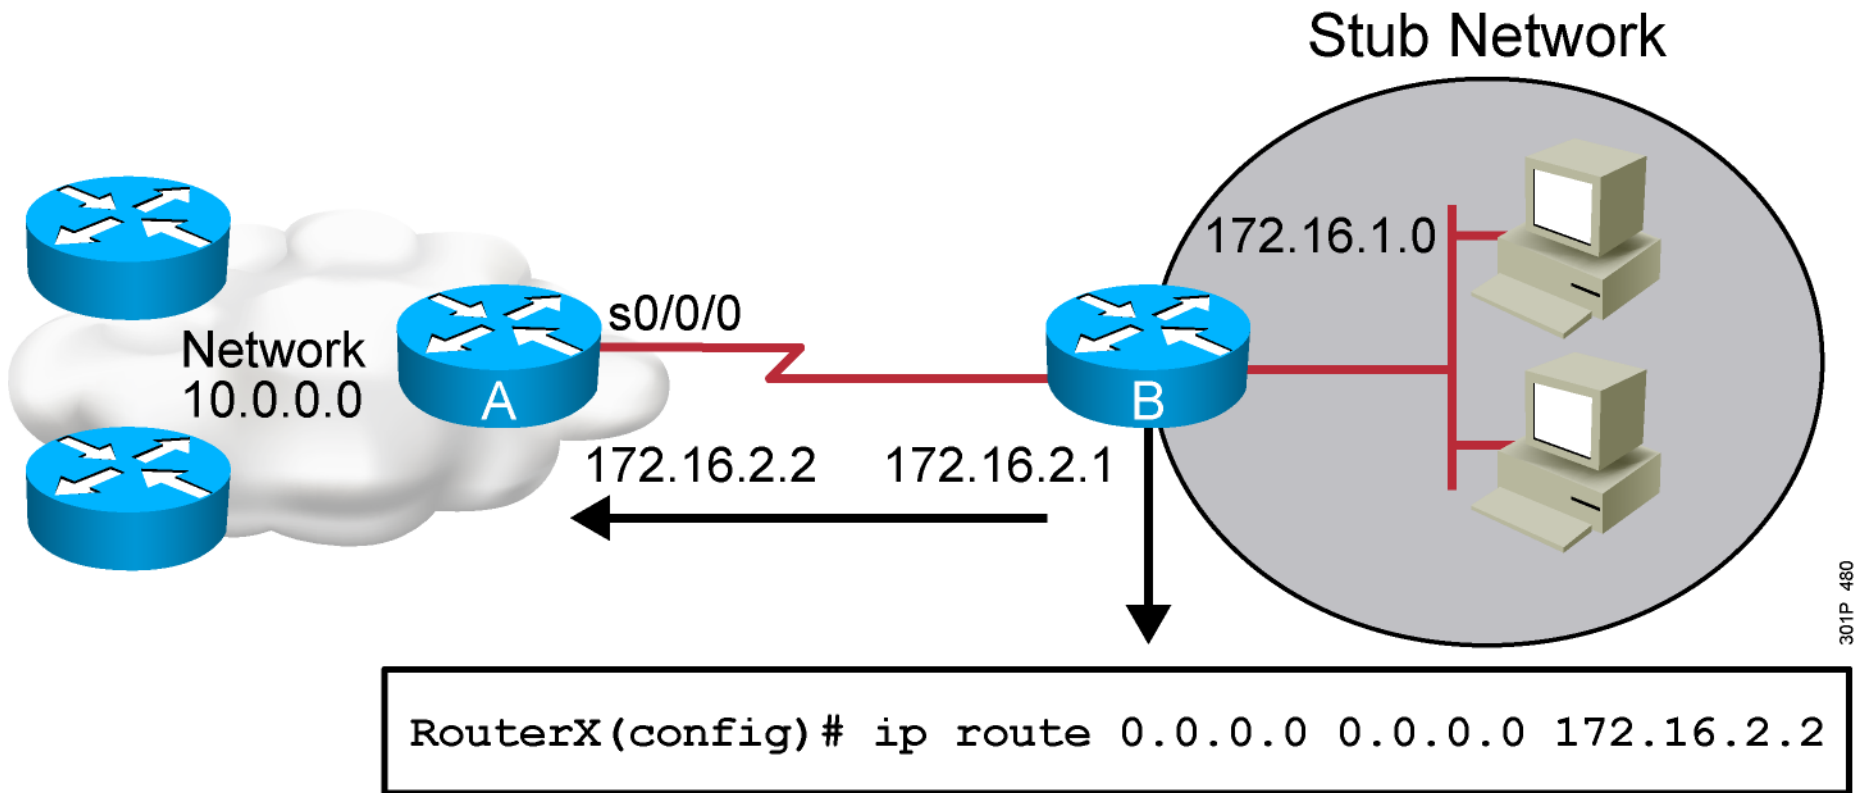 Stub Network
172.16.1.0
s0/0/0
Network
10.0.0.0
A
B
172.16.2.2
172.16.2.1
301P_480
RouterX(config)# ip route 0.0.0.0 0.0.0.0 172.16.2.2